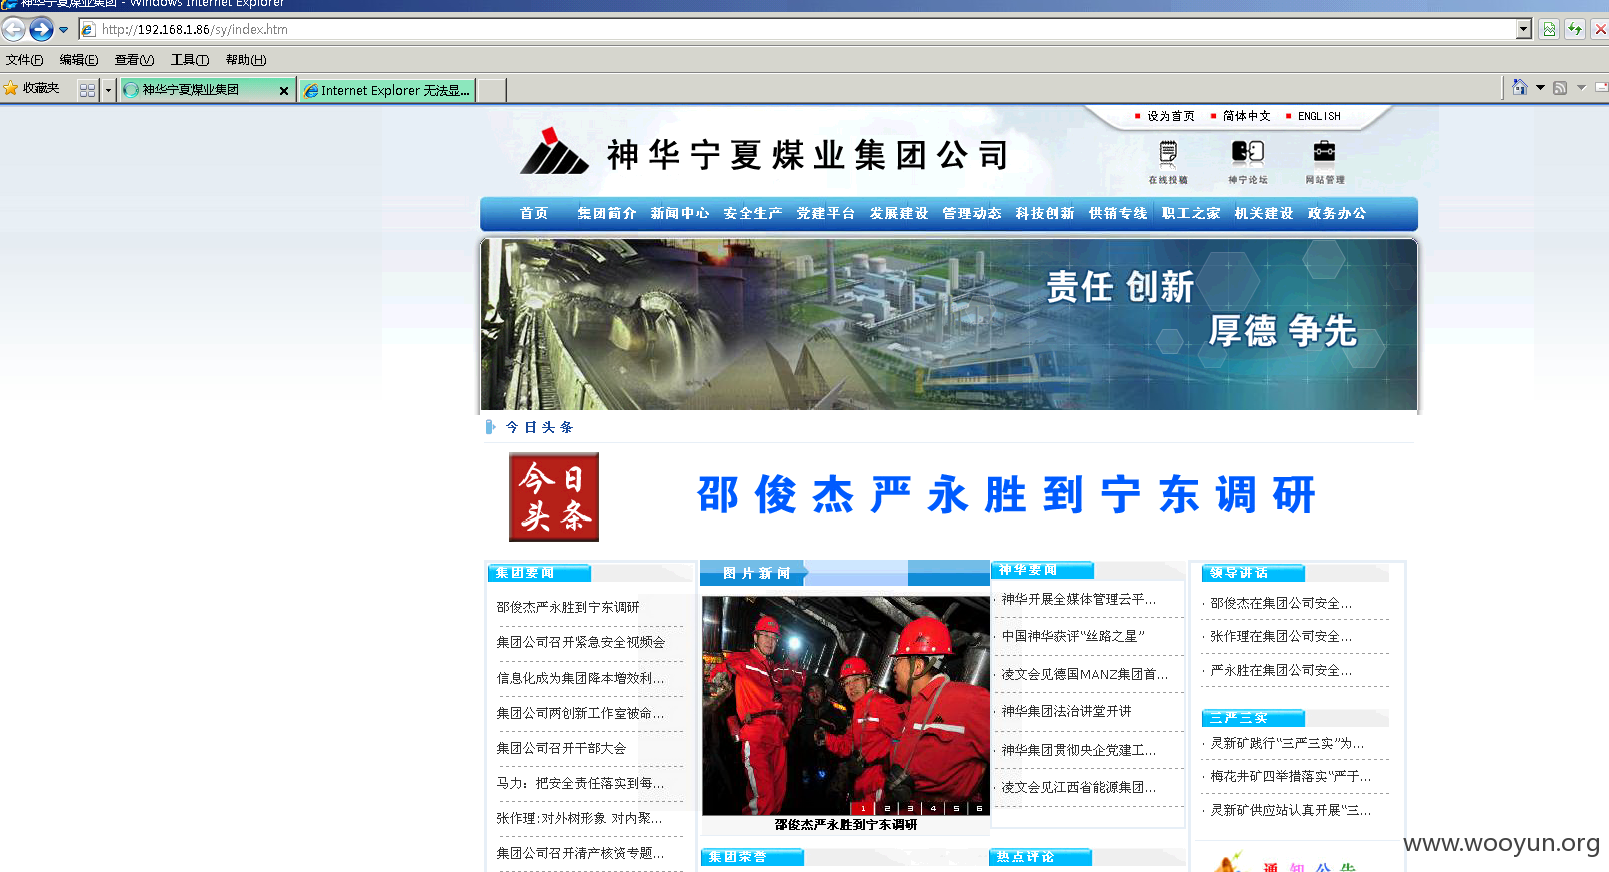 神华宁夏煤业集团 - Windows Internet Explorer
http://192.168.1.86/sy/index.htm
文件(F) 编辑(E) 查看(V) 工具(T) 帮助(H)
收藏夹 神华宁夏煤业集团 Internet Explorer 无法显...
设为首页 简体中文 ENGLISH
神华宁夏煤业集团公司
在线投稿 神宁论坛 网站管理
首页 集团简介 新闻中心 安全生产 党建平台 发展建设 管理动态 科技创新 供销专线 职工之家 机关建设 政务办公
责任 创新
厚德 争先
今日头条
今日
头条
邵俊杰严永胜到宁东调研
集团要闻
邵俊杰严永胜到宁东调研
集团公司召开紧急安全视频会
信息化成为集团降本增效利...
集团公司两创新工作室被命...
集团公司召开干部大会
马力：把安全责任落实到每...
张作理:对外树形象 对内聚...
集团公司召开清产核资专题...
图片新闻
1 2 3 4 5 6
邵俊杰严永胜到宁东调研
集团荣誉
神华要闻
· 神华开展全媒体管理云平...
· 中国神华获评“丝路之星”
· 凌文会见德国MANZ集团首...
· 神华集团法治讲堂开讲
· 神华集团贯彻央企党建工...
· 凌文会见江西省能源集团...
热点评论
领导讲话
· 邵俊杰在集团公司安全...
· 张作理在集团公司安全...
· 严永胜在集团公司安全...
三严三实
· 灵新矿践行“三严三实”为...
· 梅花井矿四举措落实“严于...
· 灵新矿供应站认真开展“三...
通知公告
www.wooyun.org